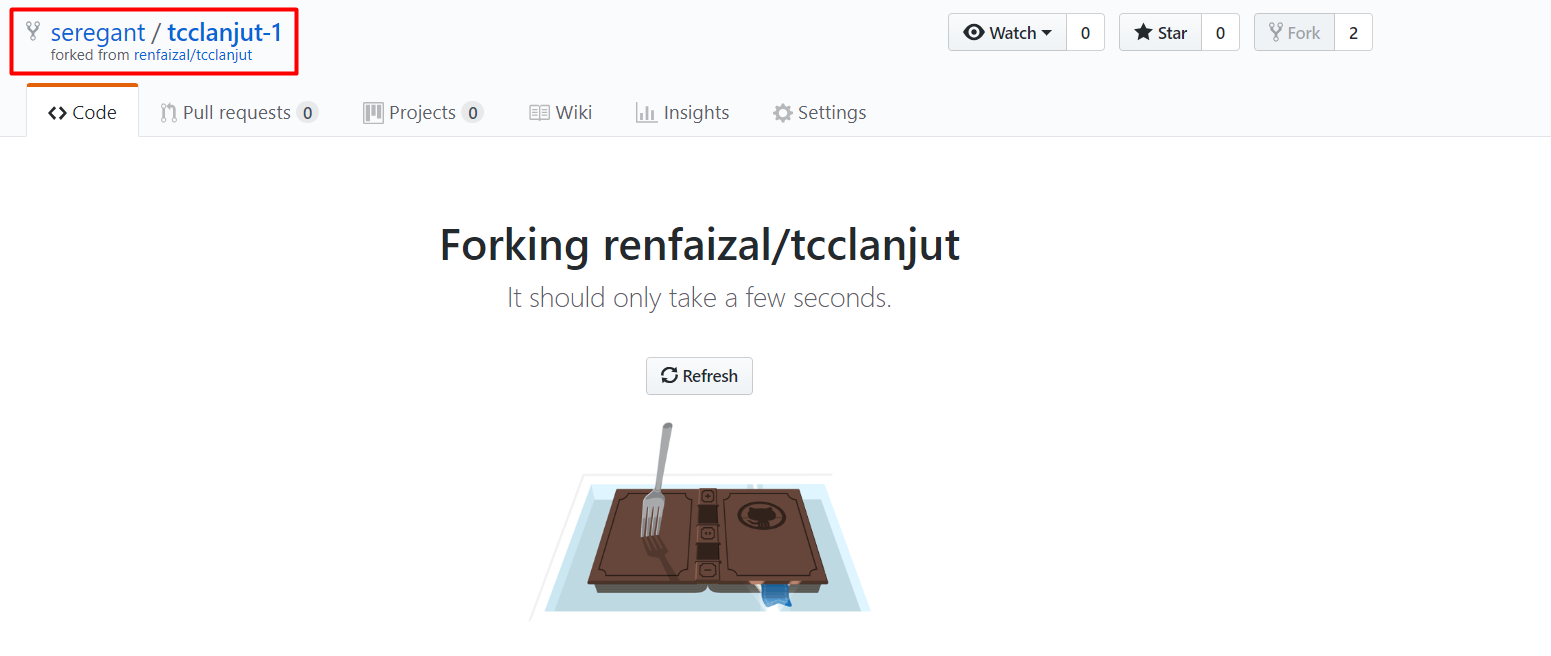 seregant / tcclanjut-1
forked from renfaizal/tcclanjut
Watch 0 Star 0 Fork 2
Code Pull requests 0 Projects 0 Wiki Insights Settings
Forking renfaizal/tcclanjut
It should only take a few seconds.
Refresh